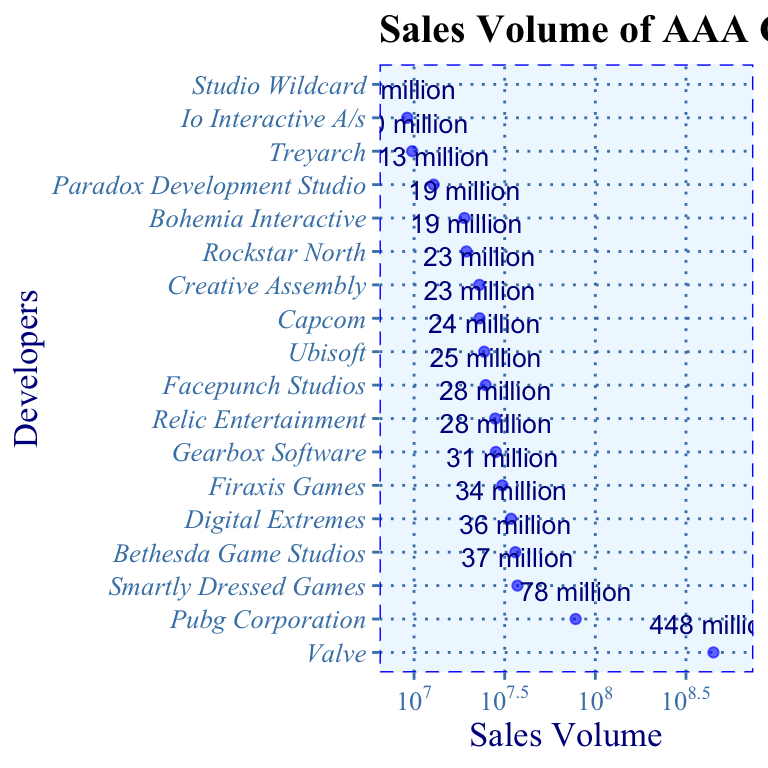 Sales Volume of AAA
Studio Wildcard
million
Io Interactive A/s
million
Treyarch
13 million
Paradox Development Studio
19 million
Bohemia Interactive
19 million
Rockstar North
23 million
Creative Assembly
23 million
Capcom
24 million
Ubisoft
25 million
Facepunch Studios
28 million
Relic Entertainment
28 million
Gearbox Software
31 million
Firaxis Games
34 million
Digital Extremes
36 million
Bethesda Game Studios
37 million
Smartly Dressed Games
78 million
Pubg Corporation
448
Valve
10^7 10^7.5 10^8 10^8.5
Sales Volume
Developers